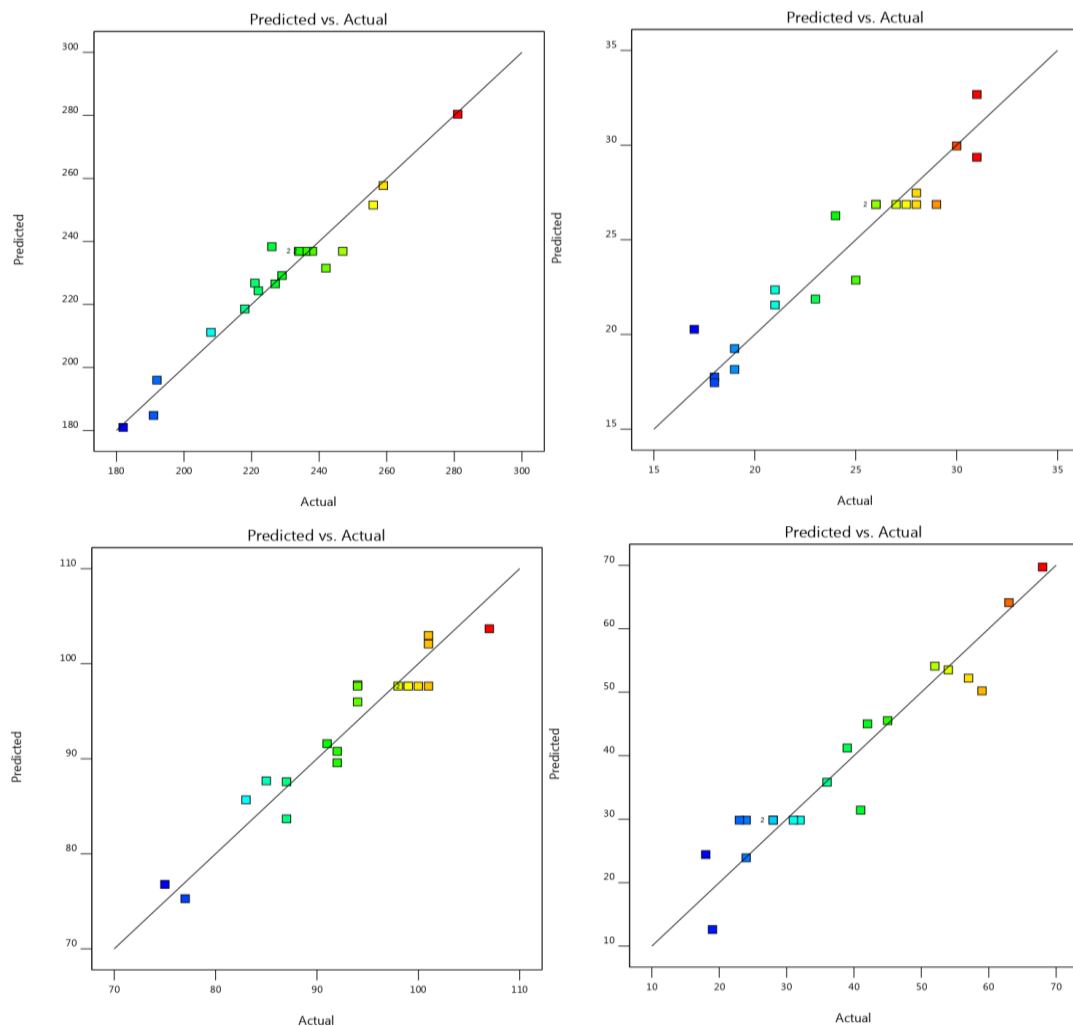 Predicted vs. Actual
300
280
260
240
220
200
180
2
Predicted
180 200 220 240 260 280 300
Actual
Predicted vs. Actual
35
30
25
20
15
2
Predicted
15 20 25 30 35
Actual
Predicted vs. Actual
110
100
90
80
70
2
Predicted
70 80 90 100 110
Actual
Predicted vs. Actual
70
60
50
40
30
20
10
2
Predicted
10 20 30 40 50 60 70
Actual